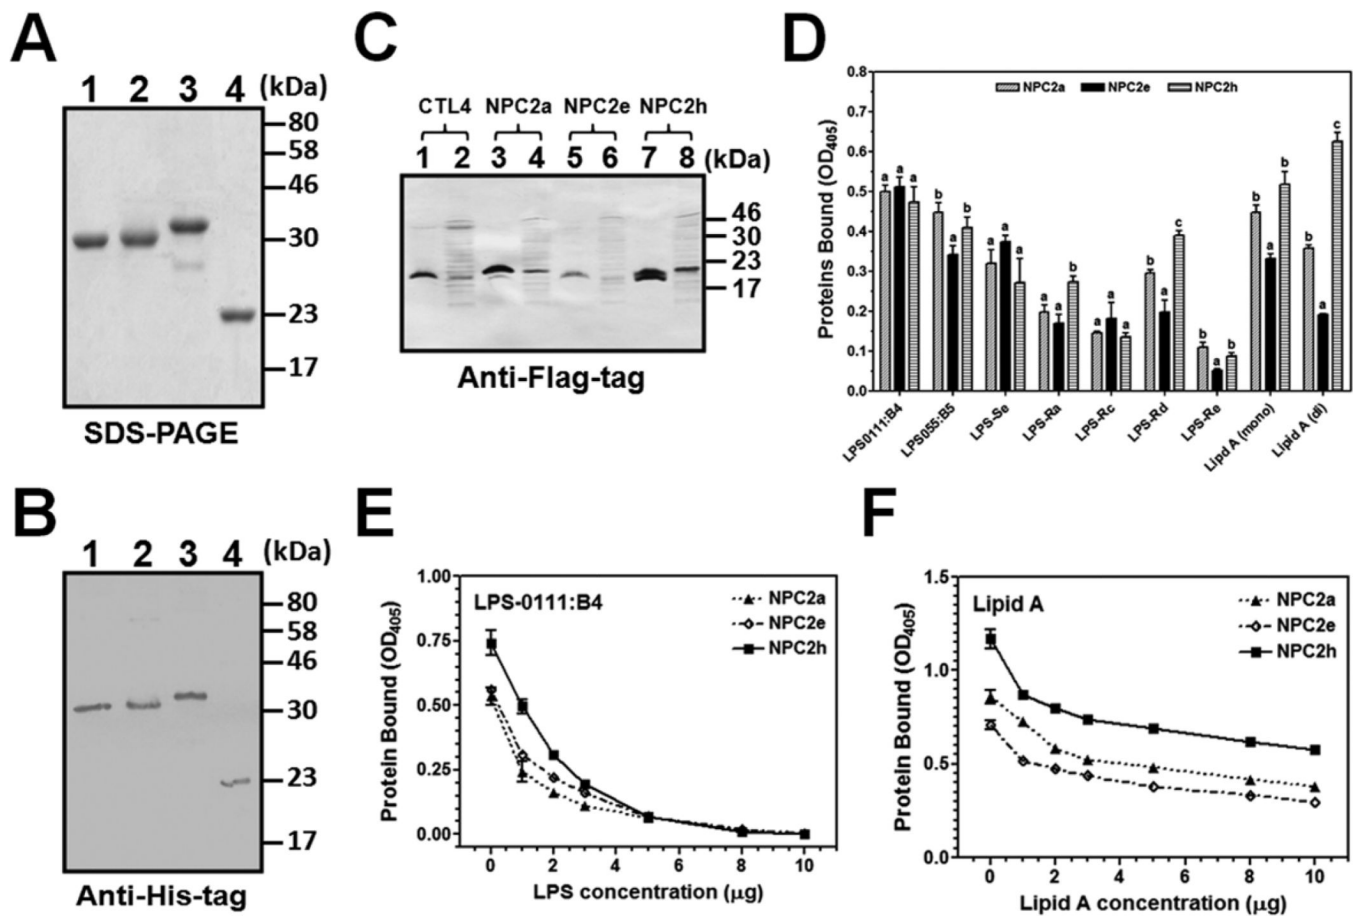 A
1 2 3 4 (kDa)
80
58
46
30
23
17
SDS-PAGE
B
1 2 3 4 (kDa)
80
58
46
30
23
17
Anti-His-tag
C
CTL4 NPC2a NPC2e NPC2h
1 2 3 4 5 6 7 8 (kDa)
46
30
23
17
Anti-Flag-tag
D
NPC2a NPC2e NPC2h
Proteins Bound (OD405)
0.8
0.7
0.6
0.5
0.4
0.3
0.2
0.1
0.0
a a a
b a b
a a a
a a b
a a a
b a c
b a b
b a b
b a c
LPS0111:B4
LPS055:B5
LPS-Se
LPS-Ra
LPS-Rc
LPS-Rd
LPS-Re
Lipd A (mono)
Lipid A (di)
E
LPS-0111:B4
NPC2a
NPC2e
NPC2h
Protein Bound (OD405)
1.00
0.75
0.50
0.25
0.00
0 2 4 6 8 10
LPS concentration (μg)
F
Lipid A
NPC2a
NPC2e
NPC2h
Protein Bound (OD405)
1.5
1.0
0.5
0.0
0 2 4 6 8 10
Lipid A concentration (μg)